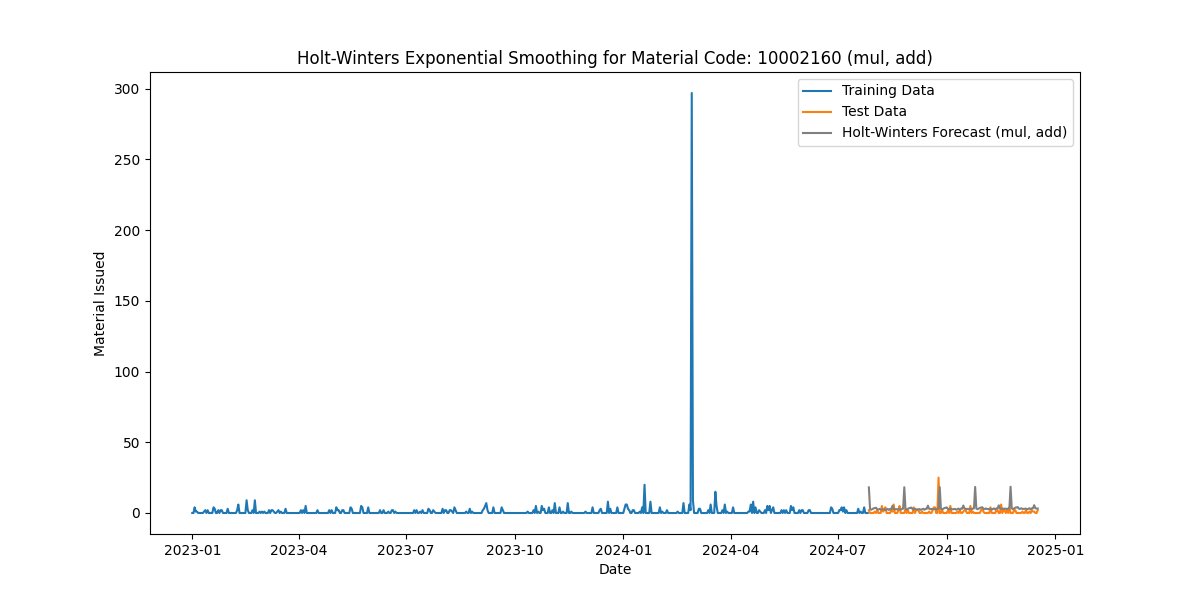 Holt-Winters Exponential Smoothing for Material Code: 10002160 (mul, add)
Training Data
Test Data
Holt-Winters Forecast (mul, add)
300
250
200
150
100
50
0
Material Issued
2023-01 2023-04 2023-07 2023-10 2024-01 2024-04 2024-07 2024-10 2025-01
Date